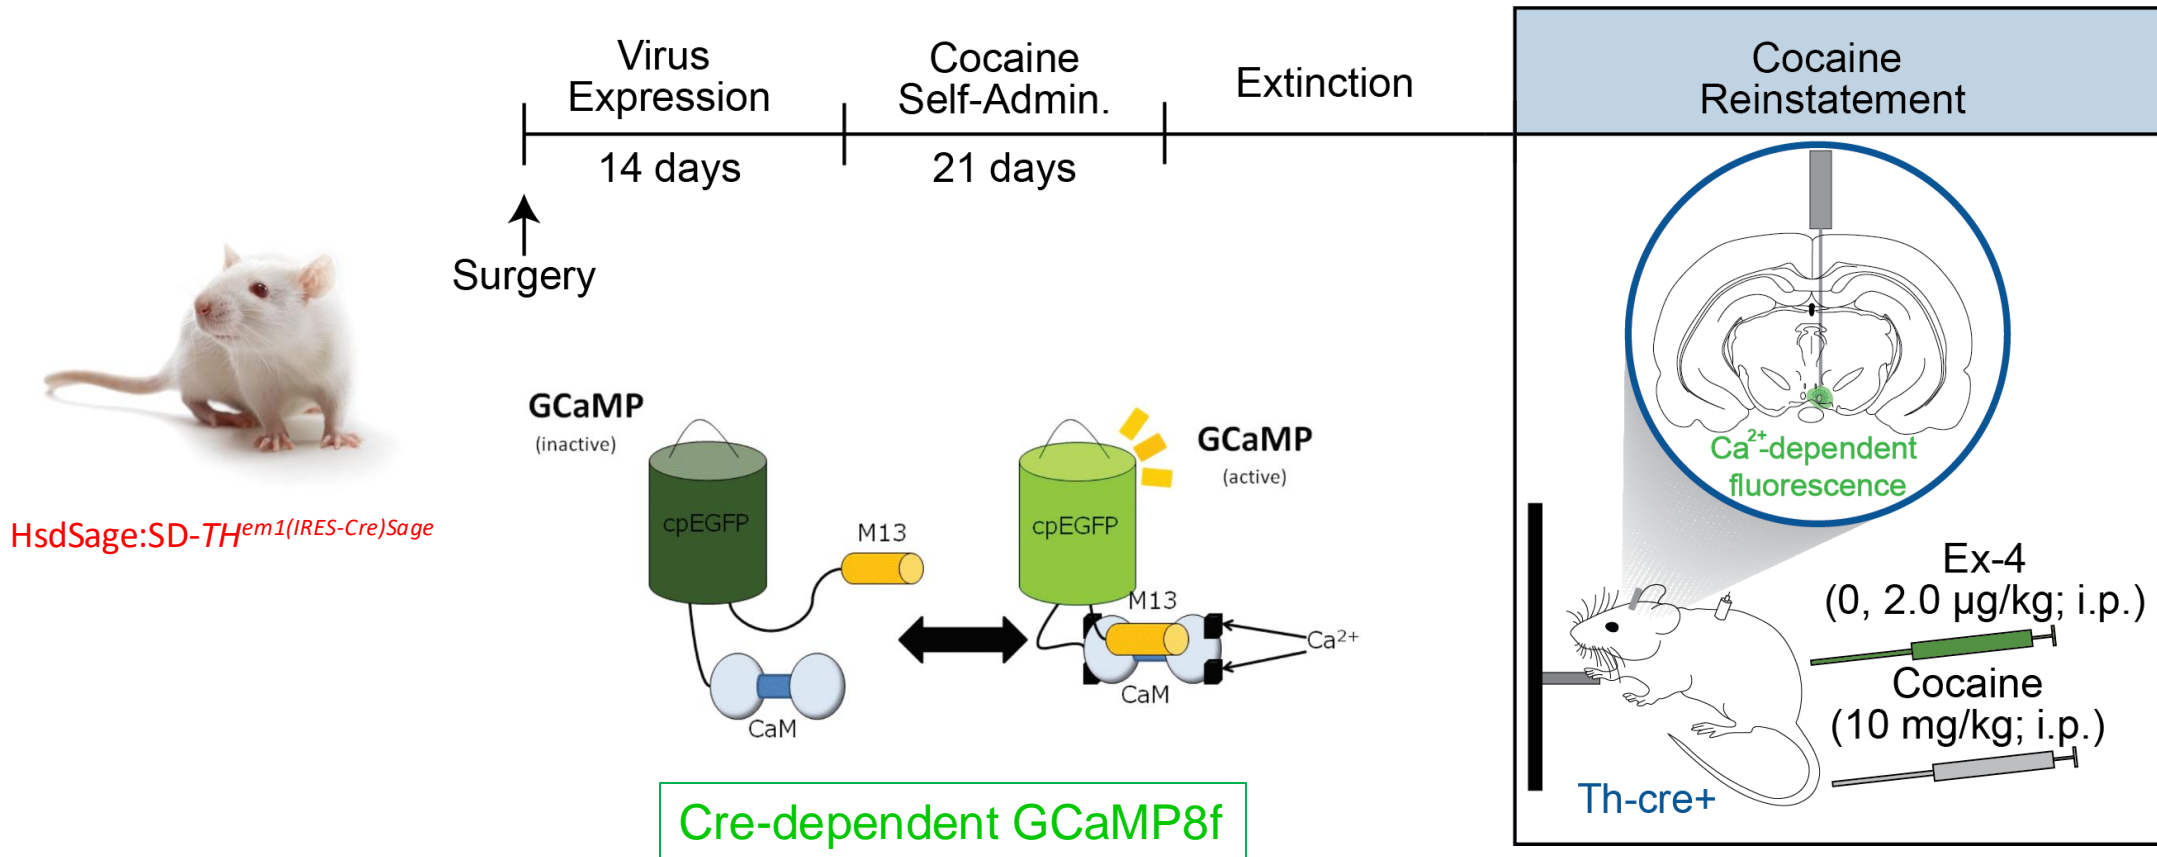 Virus
Expression
Cocaine
Self-Admin.
Extinction
Cocaine
Reinstatement
14 days
21 days
Surgery
HsdSage:SD-TH^em1(IRES-Cre)Sage
GCaMP
(inactive)
cpEGFP
M13
CaM
GCaMP
(active)
cpEGFP
M13
Ca²⁺
CaM
Cre-dependent GCaMP8f
Ca²⁺-dependent
fluorescence
Ex-4
(0, 2.0 µg/kg; i.p.)
Cocaine
(10 mg/kg; i.p.)
Th-cre+